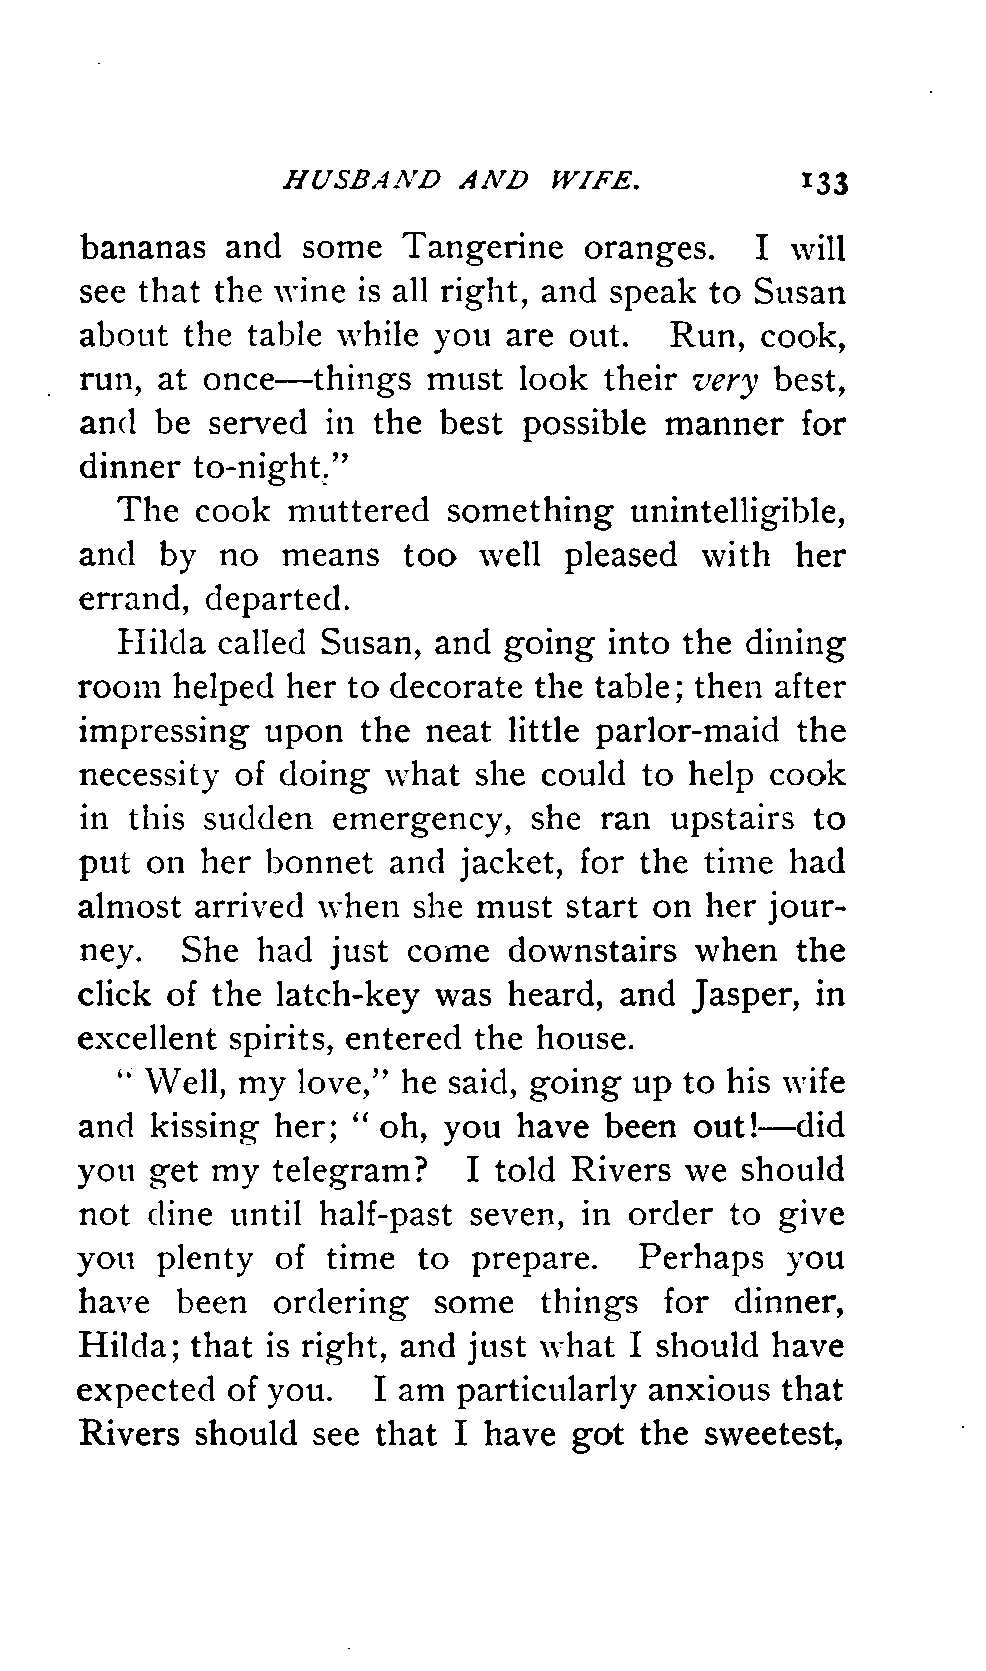 HUSBAND AND WIFE. 133
bananas and some Tangerine oranges. I will
see that the wine is all right, and speak to Susan
about the table while you are out. Run, cook,
run, at once—things must look their very best,
and be served in the best possible manner for
dinner to-night."
The cook muttered something unintelligible,
and by no means too well pleased with her
errand, departed.
Hilda called Susan, and going into the dining
room helped her to decorate the table; then after
impressing upon the neat little parlor-maid the
necessity of doing what she could to help cook
in this sudden emergency, she ran upstairs to
put on her bonnet and jacket, for the time had
almost arrived when she must start on her jour-
ney. She had just come downstairs when the
click of the latch-key was heard, and Jasper, in
excellent spirits, entered the house.
"Well, my love," he said, going up to his wife
and kissing her; "oh, you have been out!—did
you get my telegram? I told Rivers we should
not dine until half-past seven, in order to give
you plenty of time to prepare. Perhaps you
have been ordering some things for dinner,
Hilda; that is right, and just what I should have
expected of you. I am particularly anxious that
Rivers should see that I have got the sweetest,